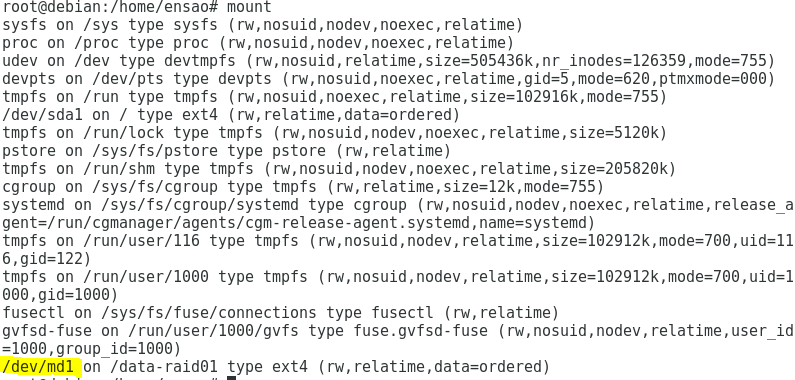 root@debian:/home/ensao# mount
sysfs on /sys type sysfs (rw,nosuid,nodev,noexec,relatime)
proc on /proc type proc (rw,nosuid,nodev,noexec,relatime)
udev on /dev type devtmpfs (rw,nosuid,relatime,size=505436k,nr_inodes=126359,mode=755)
devpts on /dev/pts type devpts (rw,nosuid,noexec,relatime,gid=5,mode=620,ptmxmode=000)
tmpfs on /run type tmpfs (rw,nosuid,noexec,relatime,size=102916k,mode=755)
/dev/sda1 on / type ext4 (rw,relatime,data=ordered)
tmpfs on /run/lock type tmpfs (rw,nosuid,nodev,noexec,relatime,size=5120k)
pstore on /sys/fs/pstore type pstore (rw,relatime)
tmpfs on /run/shm type tmpfs (rw,nosuid,nodev,noexec,relatime,size=205820k)
cgroup on /sys/fs/cgroup type tmpfs (rw,relatime,size=12k,mode=755)
systemd on /sys/fs/cgroup/systemd type cgroup (rw,nosuid,nodev,noexec,relatime,release_a
gent=/run/cgmanager/agents/cgm-release-agent.systemd,name=systemd)
tmpfs on /run/user/116 type tmpfs (rw,nosuid,nodev,relatime,size=102912k,mode=700,uid=11
6,gid=122)
tmpfs on /run/user/1000 type tmpfs (rw,nosuid,nodev,relatime,size=102912k,mode=700,uid=1
000,gid=1000)
fusectl on /sys/fs/fuse/connections type fusectl (rw,relatime)
gvfsd-fuse on /run/user/1000/gvfs type fuse.gvfsd-fuse (rw,nosuid,nodev,relatime,user_id
=1000,group_id=1000)
/dev/md1 on /data-raid01 type ext4 (rw,relatime,data=ordered)